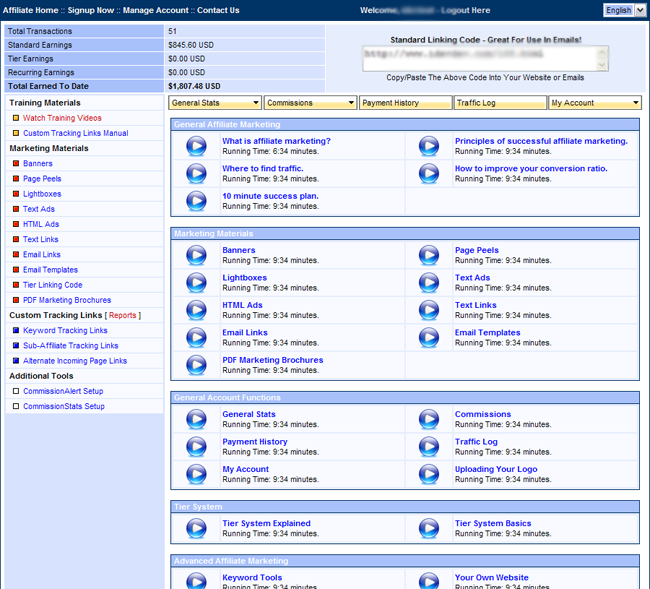 Affiliate Home :: Signup Now :: Manage Account :: Contact Us
Welcome, - Logout Here
English
Total Transactions 51
Standard Earnings $845.60 USD
Tier Earnings $0.00 USD
Recurring Earnings $0.00 USD
Total Earned To Date $1,807.48 USD
Standard Linking Code - Great For Use In Emails!
Copy/Paste The Above Code Into Your Website or Emails
Training Materials
Watch Training Videos
Custom Tracking Links Manual
Marketing Materials
Banners
Page Peels
Lightboxes
Text Ads
HTML Ads
Text Links
Email Links
Email Templates
Tier Linking Code
PDF Marketing Brochures
Custom Tracking Links [ Reports ]
Keyword Tracking Links
Sub-Affiliate Tracking Links
Alternate Incoming Page Links
Additional Tools
CommissionAlert Setup
CommissionStats Setup
General Stats Commissions Payment History Traffic Log My Account
General Affiliate Marketing
What is affiliate marketing?
Running Time: 6:34 minutes.
Principles of successful affiliate marketing.
Running Time: 9:34 minutes.
Where to find traffic.
Running Time: 9:34 minutes.
How to improve your conversion ratio.
Running Time: 9:34 minutes.
10 minute success plan.
Running Time: 9:34 minutes.
Marketing Materials
Banners
Running Time: 9:34 minutes.
Page Peels
Running Time: 9:34 minutes.
Lightboxes
Running Time: 9:34 minutes.
Text Ads
Running Time: 9:34 minutes.
HTML Ads
Running Time: 9:34 minutes.
Text Links
Running Time: 9:34 minutes.
Email Links
Running Time: 9:34 minutes.
Email Templates
Running Time: 9:34 minutes.
PDF Marketing Brochures
Running Time: 9:34 minutes.
General Account Functions
General Stats
Running Time: 9:34 minutes.
Commissions
Running Time: 9:34 minutes.
Payment History
Running Time: 9:34 minutes.
Traffic Log
Running Time: 9:34 minutes.
My Account
Running Time: 9:34 minutes.
Uploading Your Logo
Running Time: 9:34 minutes.
Tier System
Tier System Explained
Running Time: 9:34 minutes.
Tier System Basics
Running Time: 9:34 minutes.
Advanced Affiliate Marketing
Keyword Tools
Running Time: 9:34 minutes.
Your Own Website
Running Time: 9:34 minutes.